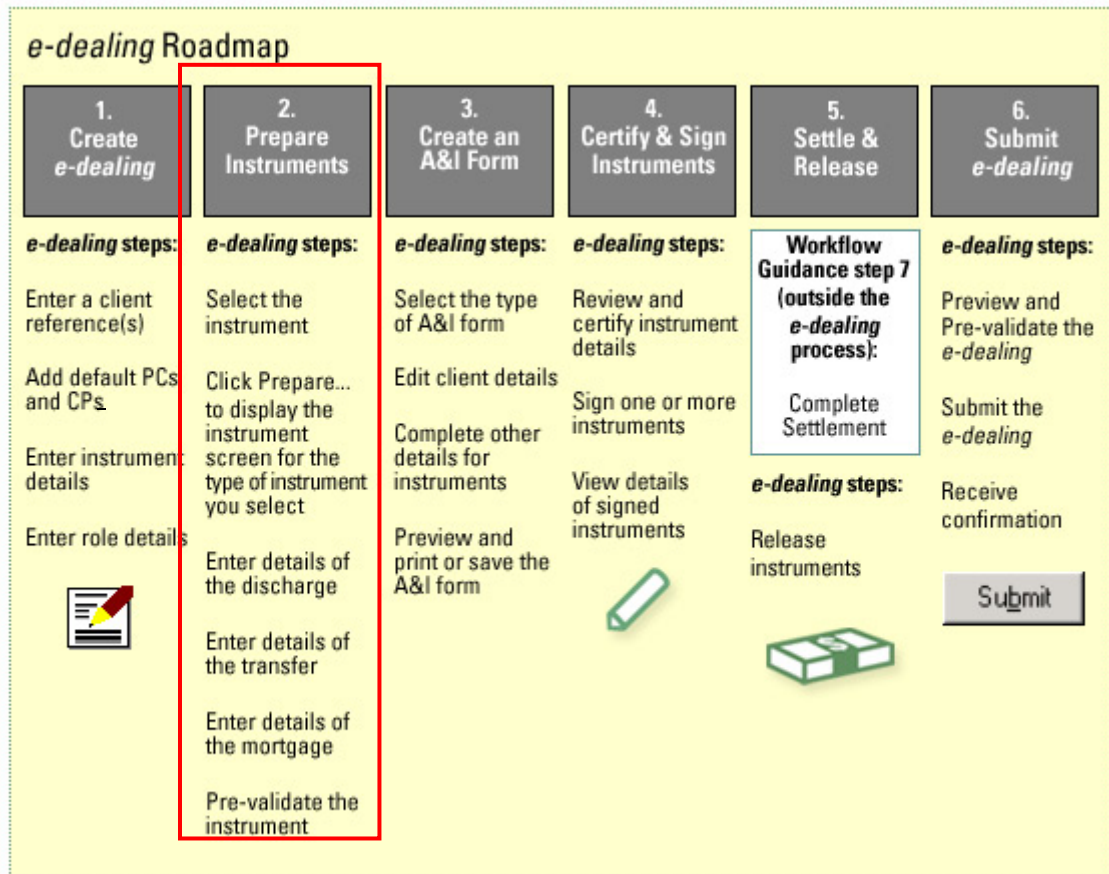 e-dealing Roadmap
1.
Create
e-dealing
e-dealing steps:
Enter a client
reference(s)
Add default PCs
and CPs
Enter instrument
details
Enter role details
2.
Prepare
Instruments
e-dealing steps:
Select the
instrument
Click Prepare...
to display the
instrument
screen for the
type of instrument
you select
Enter details of
the discharge
Enter details of
the transfer
Enter details of
the mortgage
Pre-validate the
instrument
3.
Create an
A&I Form
e-dealing steps:
Select the type
of A&I form
Edit client details
Complete other
details for
instruments
Preview and
print or save the
A&I form
4.
Certify & Sign
Instruments
e-dealing steps:
Review and
certify instrument
details
Sign one or more
instruments
View details
of signed
instruments
5.
Settle &
Release
Workflow
Guidance step 7
(outside the
e-dealing
process):
Complete
Settlement
e-dealing steps:
Release
instruments
6.
Submit
e-dealing
e-dealing steps:
Preview and
Pre-validate the
e-dealing
Submit the
e-dealing
Receive
confirmation
Submit